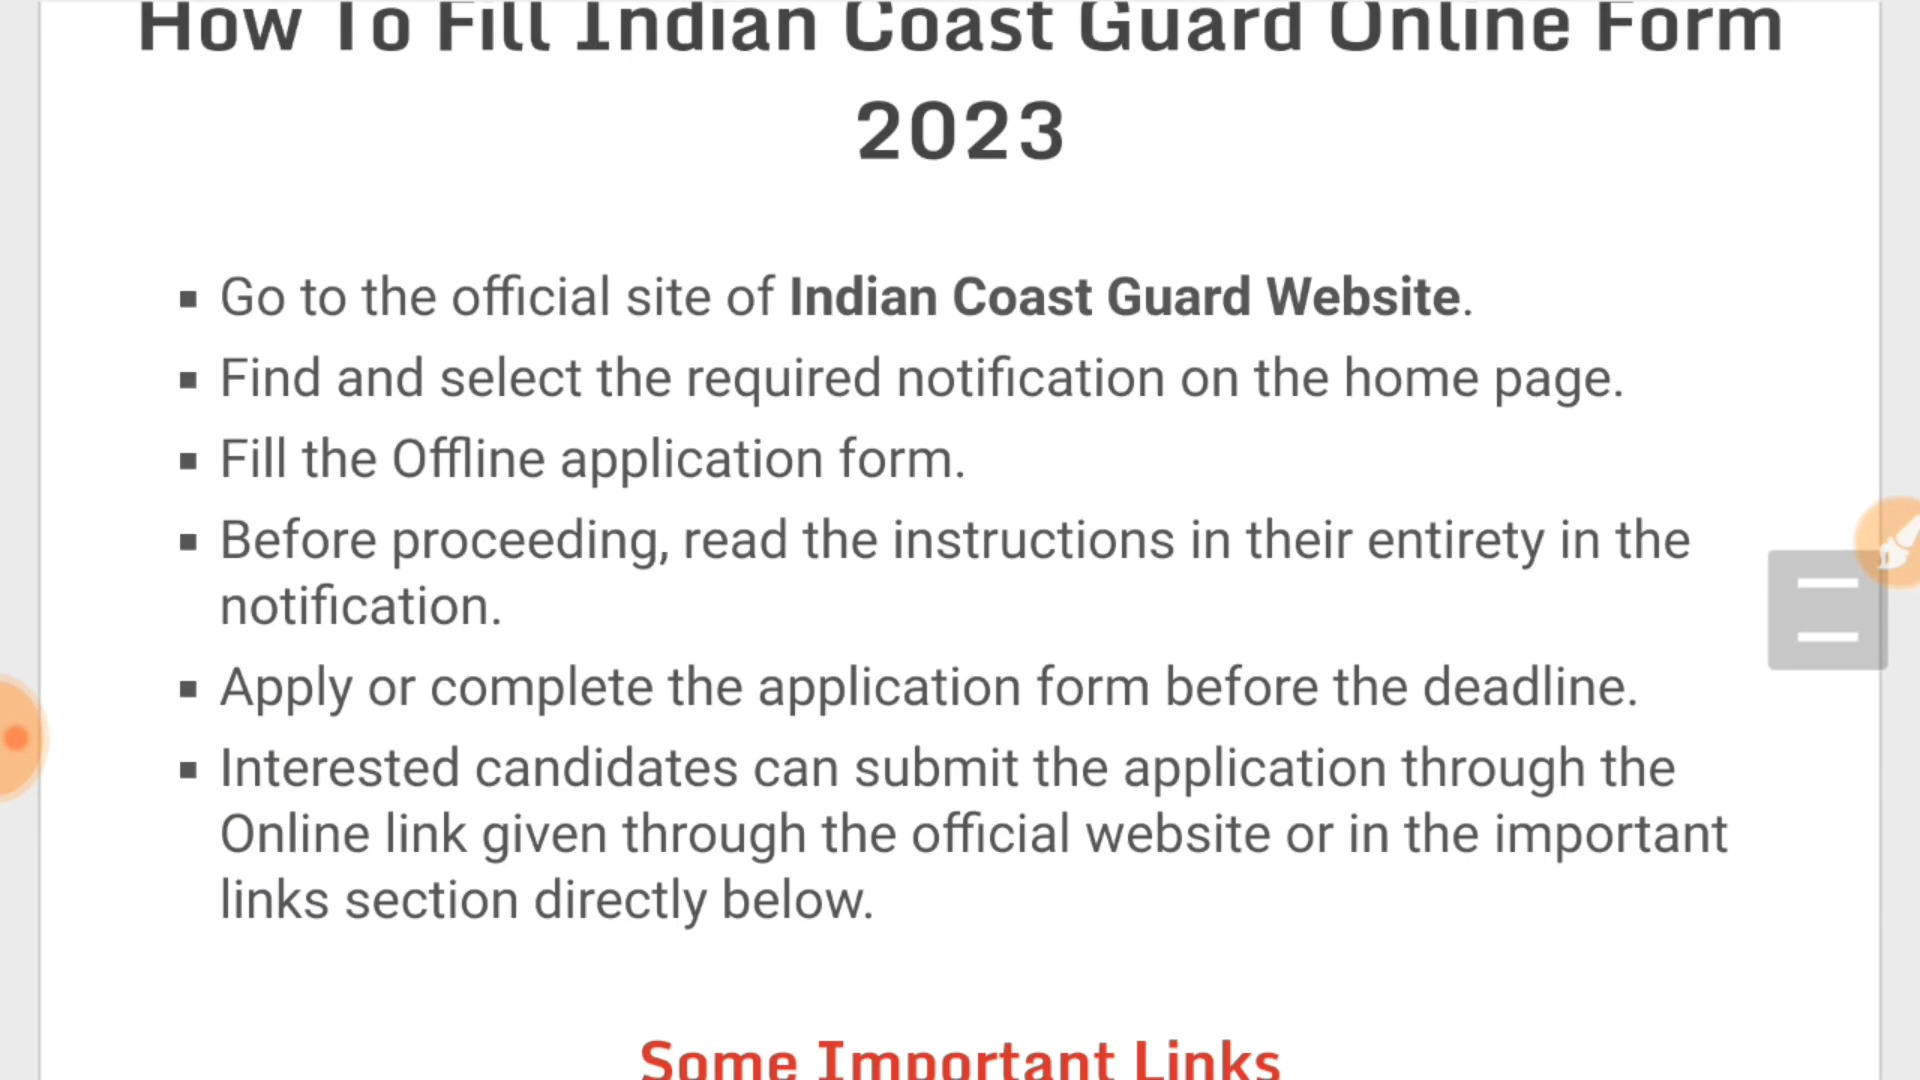 How To Fill Indian Coast Guard Online Form
2023
▪ Go to the official site of Indian Coast Guard Website.
▪ Find and select the required notification on the home page.
▪ Fill the Offline application form.
▪ Before proceeding, read the instructions in their entirety in the
notification.
▪ Apply or complete the application form before the deadline.
▪ Interested candidates can submit the application through the
Online link given through the official website or in the important
links section directly below.
Some Important Links